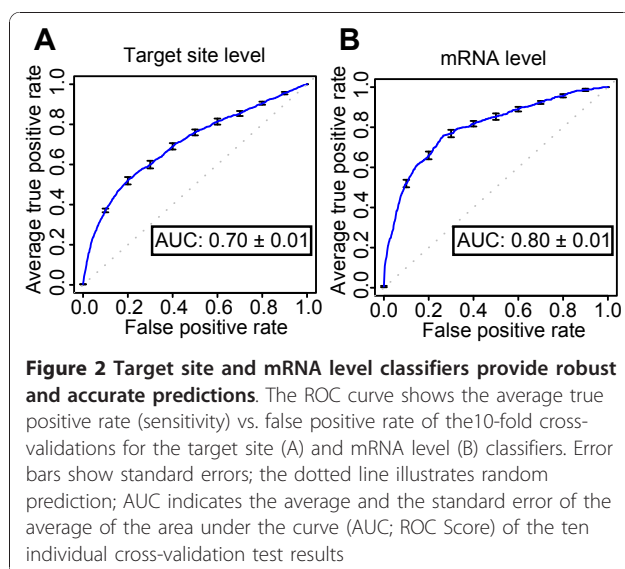 A
Target site level
Average true positive rate
0.0 0.2 0.4 0.6 0.8 1.0
AUC: 0.70 ± 0.01
0.0 0.2 0.4 0.6 0.8 1.0
False positive rate
B
mRNA level
Average true positive rate
0.0 0.2 0.4 0.6 0.8 1.0
AUC: 0.80 ± 0.01
0.0 0.2 0.4 0.6 0.8 1.0
False positive rate
Figure 2 Target site and mRNA level classifiers provide robust
and accurate predictions. The ROC curve shows the average true
positive rate (sensitivity) vs. false positive rate of the10-fold cross-
validations for the target site (A) and mRNA level (B) classifiers. Error
bars show standard errors; the dotted line illustrates random
prediction; AUC indicates the average and the standard error of the
average of the area under the curve (AUC; ROC Score) of the ten
individual cross-validation test results